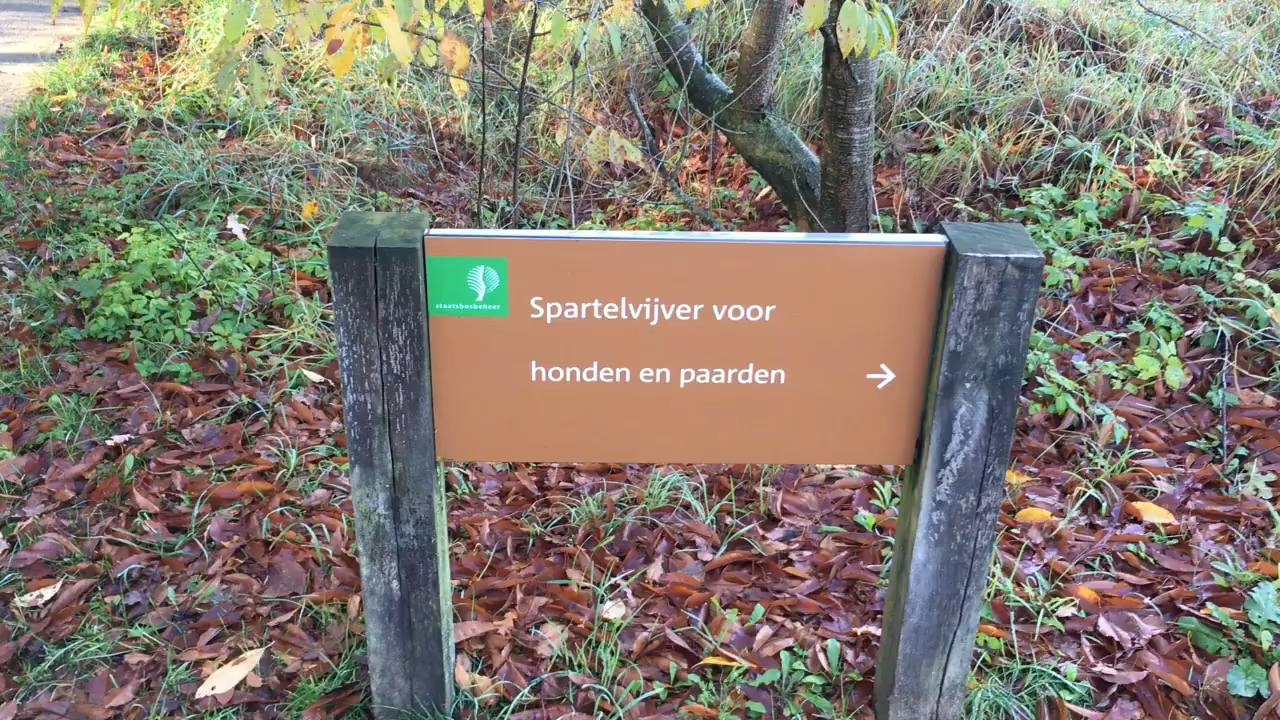 staatsbosbeheer
Spartelvijver voor
honden en paarden →